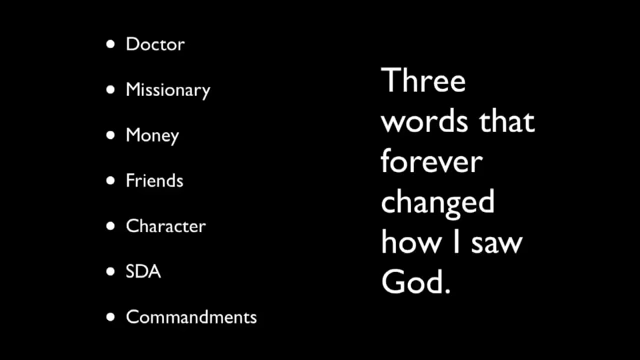 • Doctor
• Missionary
• Money
• Friends
• Character
• SDA
• Commandments
Three
words that
forever
changed
how I saw
God.